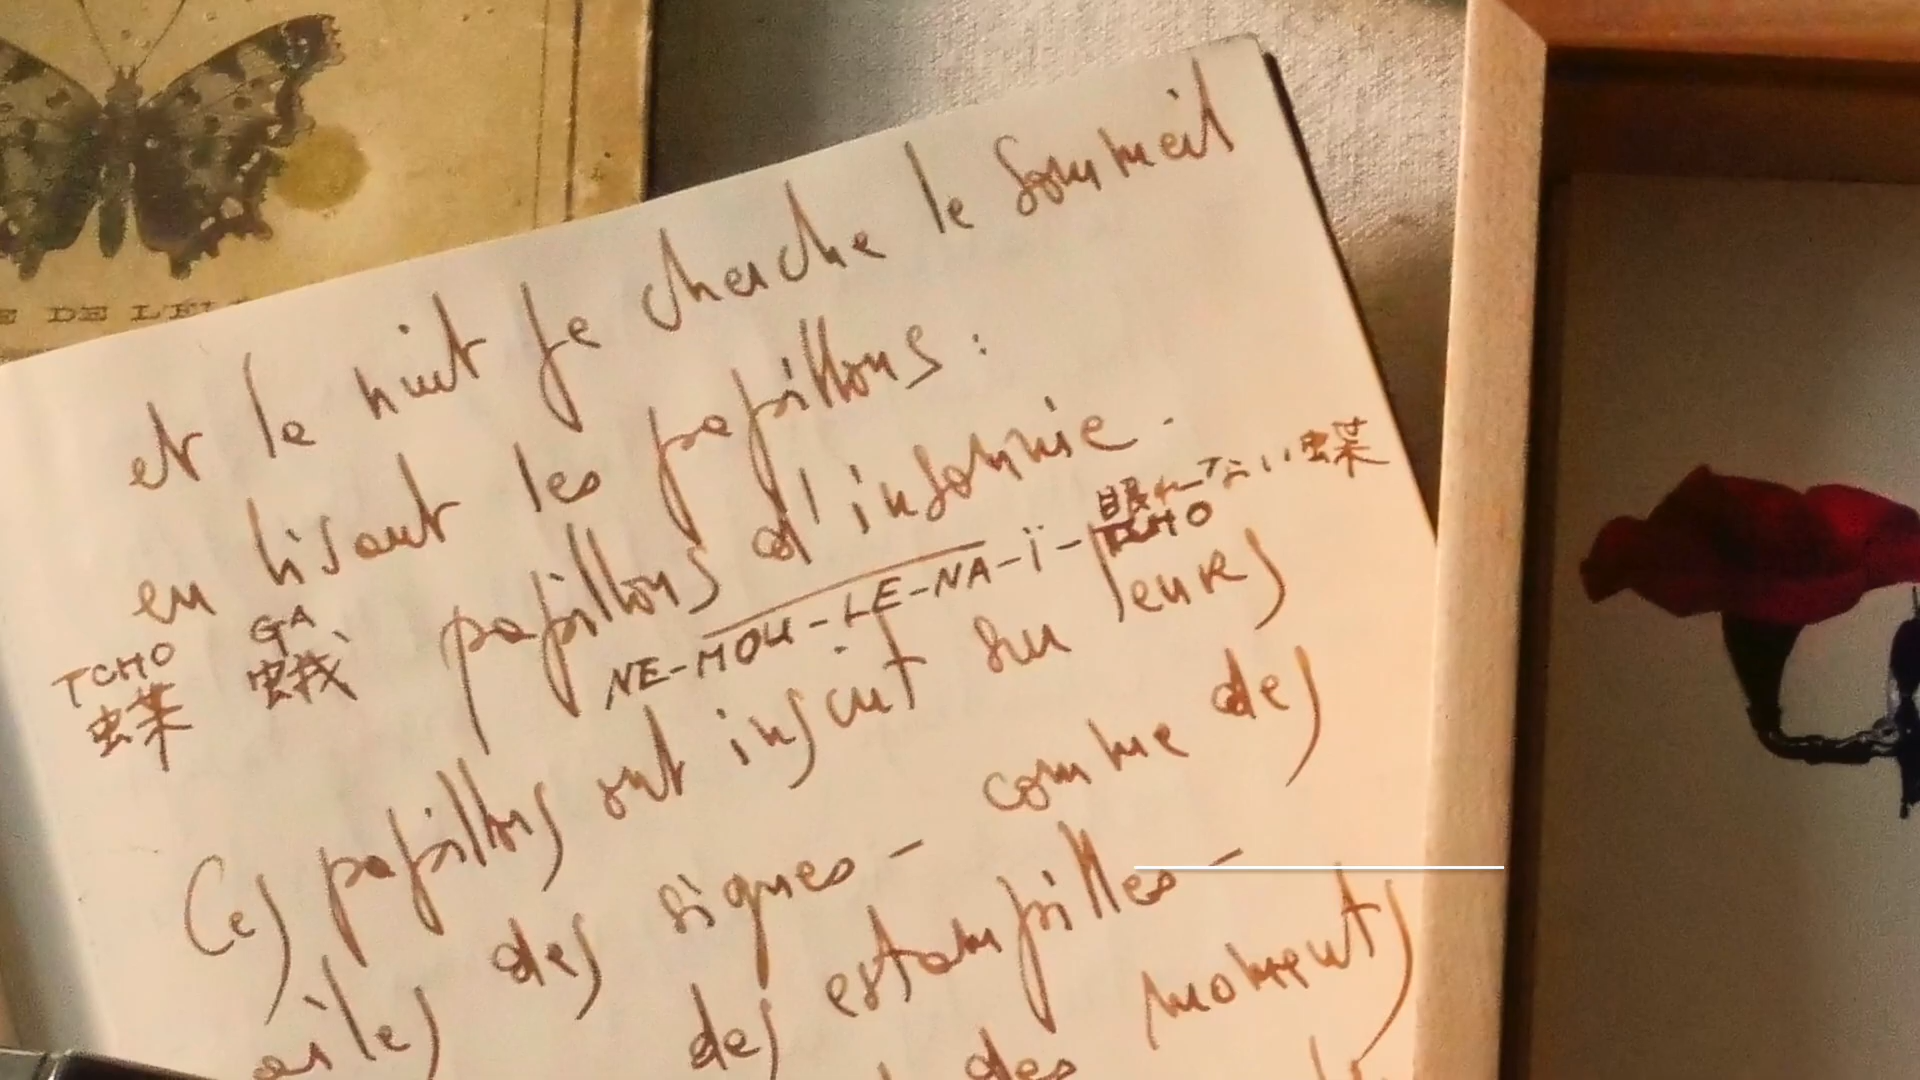 DE LE
et la nuit je cherche le sommeil
en lisant les papillons :
papillons d'insomnie.
眠れない蝶
NE-MOU-LE-NA-Ï-TCHO
TCHO GA
蝶 蛾
Ces papillons ont inscrit sur leurs
ailes des signes – comme des
des estampilles –
des moments